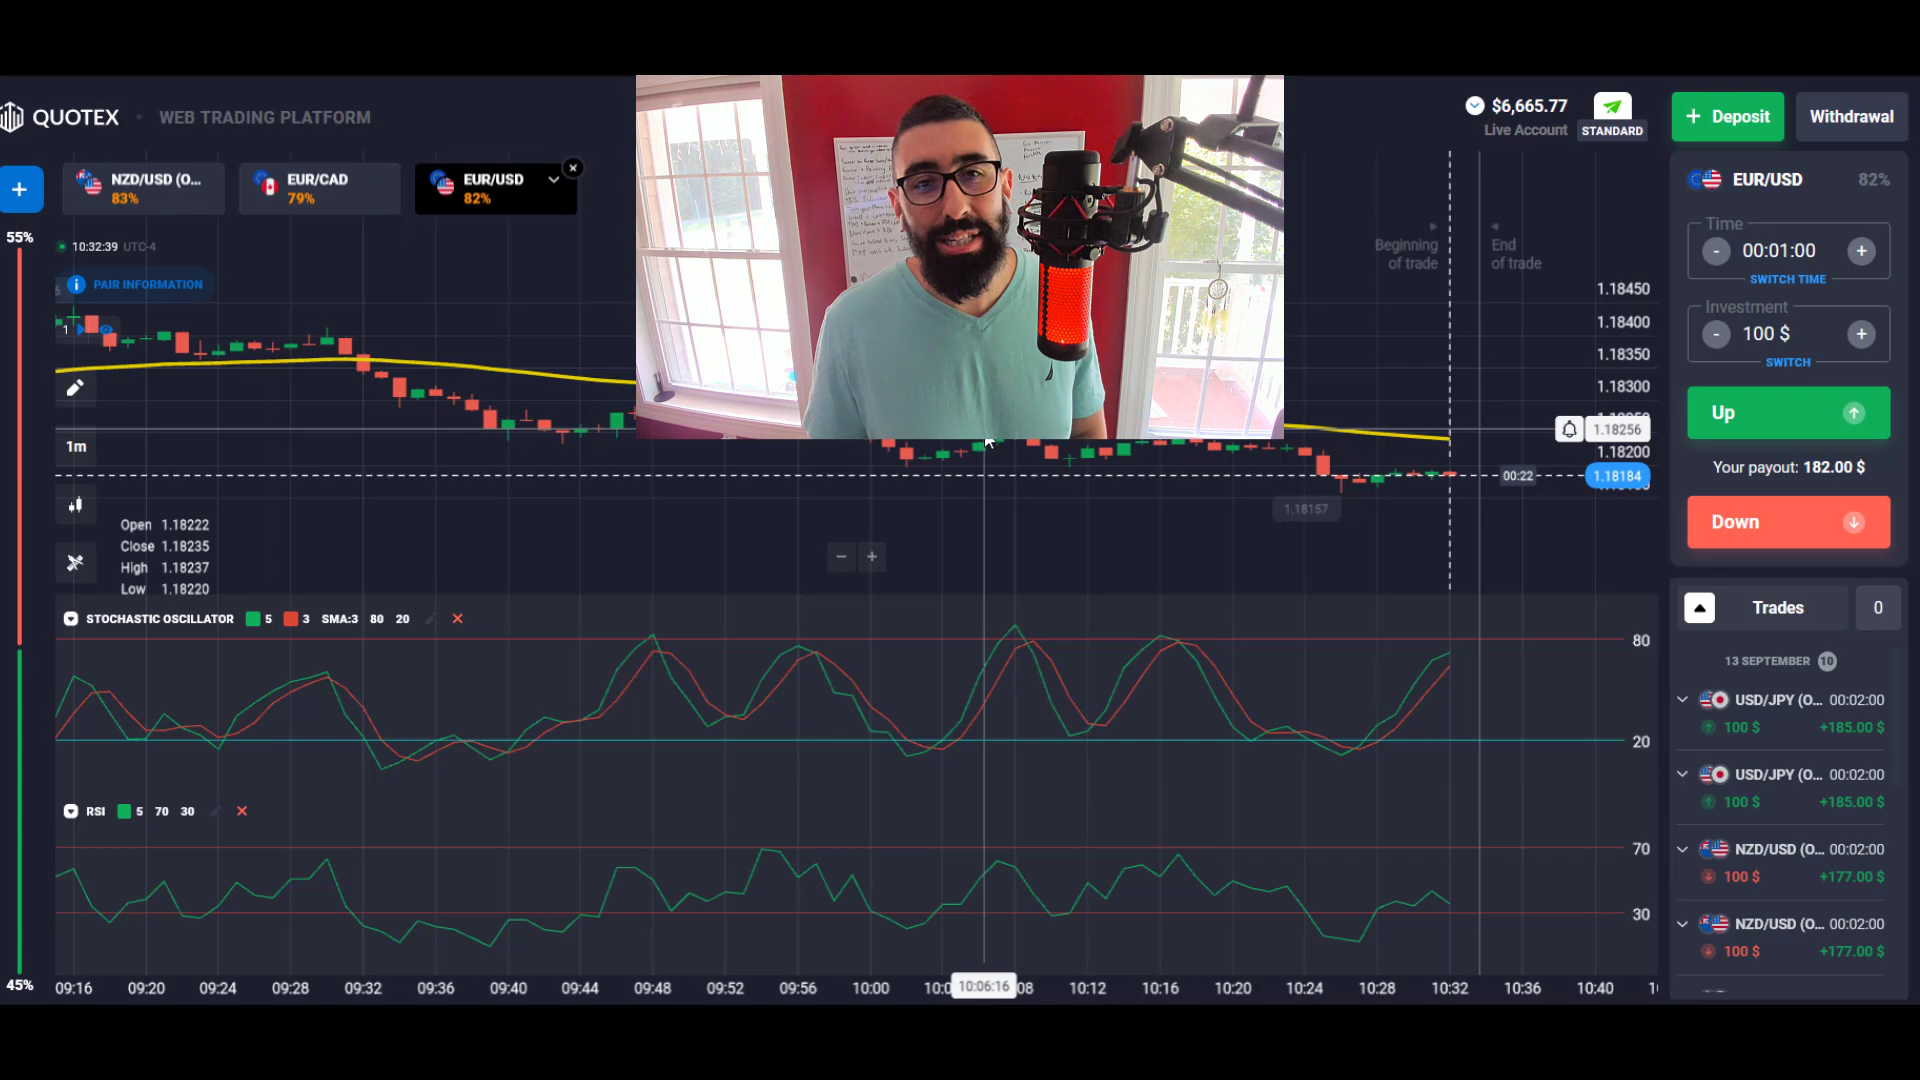 QUOTEX
WEB TRADING PLATFORM
$6,665.77
Live Account
STANDARD
+ Deposit
Withdrawal
+
NZD/USD (O...
83%
EUR/CAD
79%
EUR/USD
82%
55%
10:32:39 UTC-4
PAIR INFORMATION
1
1m
Open 1.18222
Close 1.18235
High 1.18237
Low 1.18220
Beginning
of trade
End
of trade
1.18450
1.18400
1.18350
1.18300
1.18256
1.18200
00:22
1.18184
1.18157
STOCHASTIC OSCILLATOR 5 3 SMA:3 80 20
80
20
RSI 5 70 30
70
30
45%
09:16 09:20 09:24 09:28 09:32 09:36 09:40 09:44 09:48 09:52 09:56 10:00 10:06:16 10:12 10:16 10:20 10:24 10:28 10:32 10:36 10:40
EUR/USD 82%
Time
- 00:01:00 +
SWITCH TIME
Investment
- 100 $ +
SWITCH
Up
Your payout: 182.00 $
Down
Trades 0
13 SEPTEMBER 10
USD/JPY (O... 00:02:00
100 $ +185.00 $
USD/JPY (O... 00:02:00
100 $ +185.00 $
NZD/USD (O... 00:02:00
100 $ +177.00 $
NZD/USD (O... 00:02:00
100 $ +177.00 $